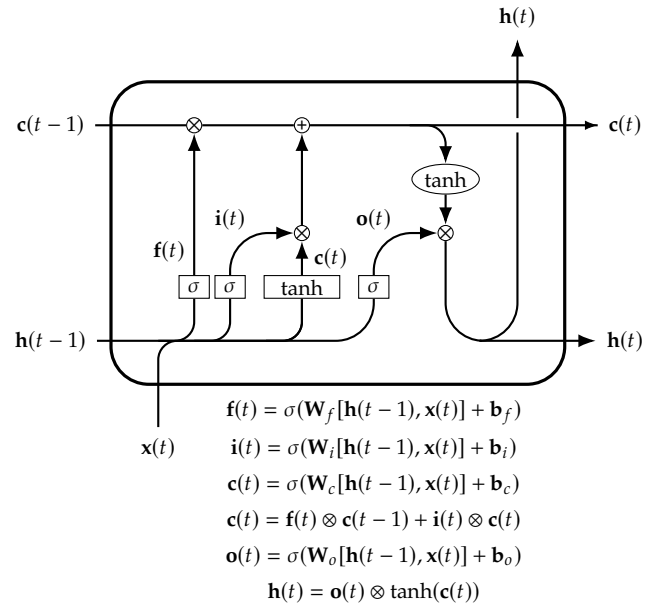 h(t)
c(t − 1)
c(t)
tanh
i(t)
o(t)
f(t)
c(t)
σ
σ
tanh
σ
h(t − 1)
h(t)
x(t)
f(t) = σ(W_f[h(t − 1), x(t)] + b_f)
i(t) = σ(W_i[h(t − 1), x(t)] + b_i)
c(t) = σ(W_c[h(t − 1), x(t)] + b_c)
c(t) = f(t) ⊗ c(t − 1) + i(t) ⊗ c(t)
o(t) = σ(W_o[h(t − 1), x(t)] + b_o)
h(t) = o(t) ⊗ tanh(c(t))